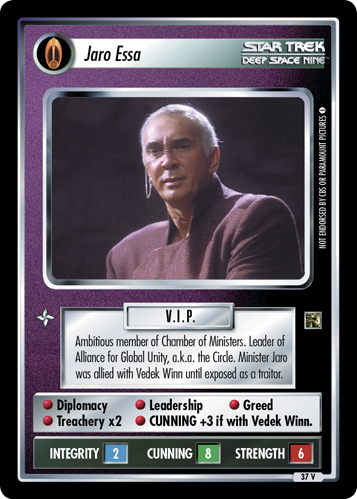 Jaro Essa
STAR TREK
DEEP SPACE NINE™
NOT ENDORSED BY CBS OR PARAMOUNT PICTURES
V.I.P.
Ambitious member of Chamber of Ministers. Leader of
Alliance for Global Unity, a.k.a. the Circle. Minister Jaro
was allied with Vedek Winn until exposed as a traitor.
• Diplomacy • Leadership • Greed
• Treachery x2 • CUNNING +3 if with Vedek Winn.
INTEGRITY 2 CUNNING 8 STRENGTH 6
37 V